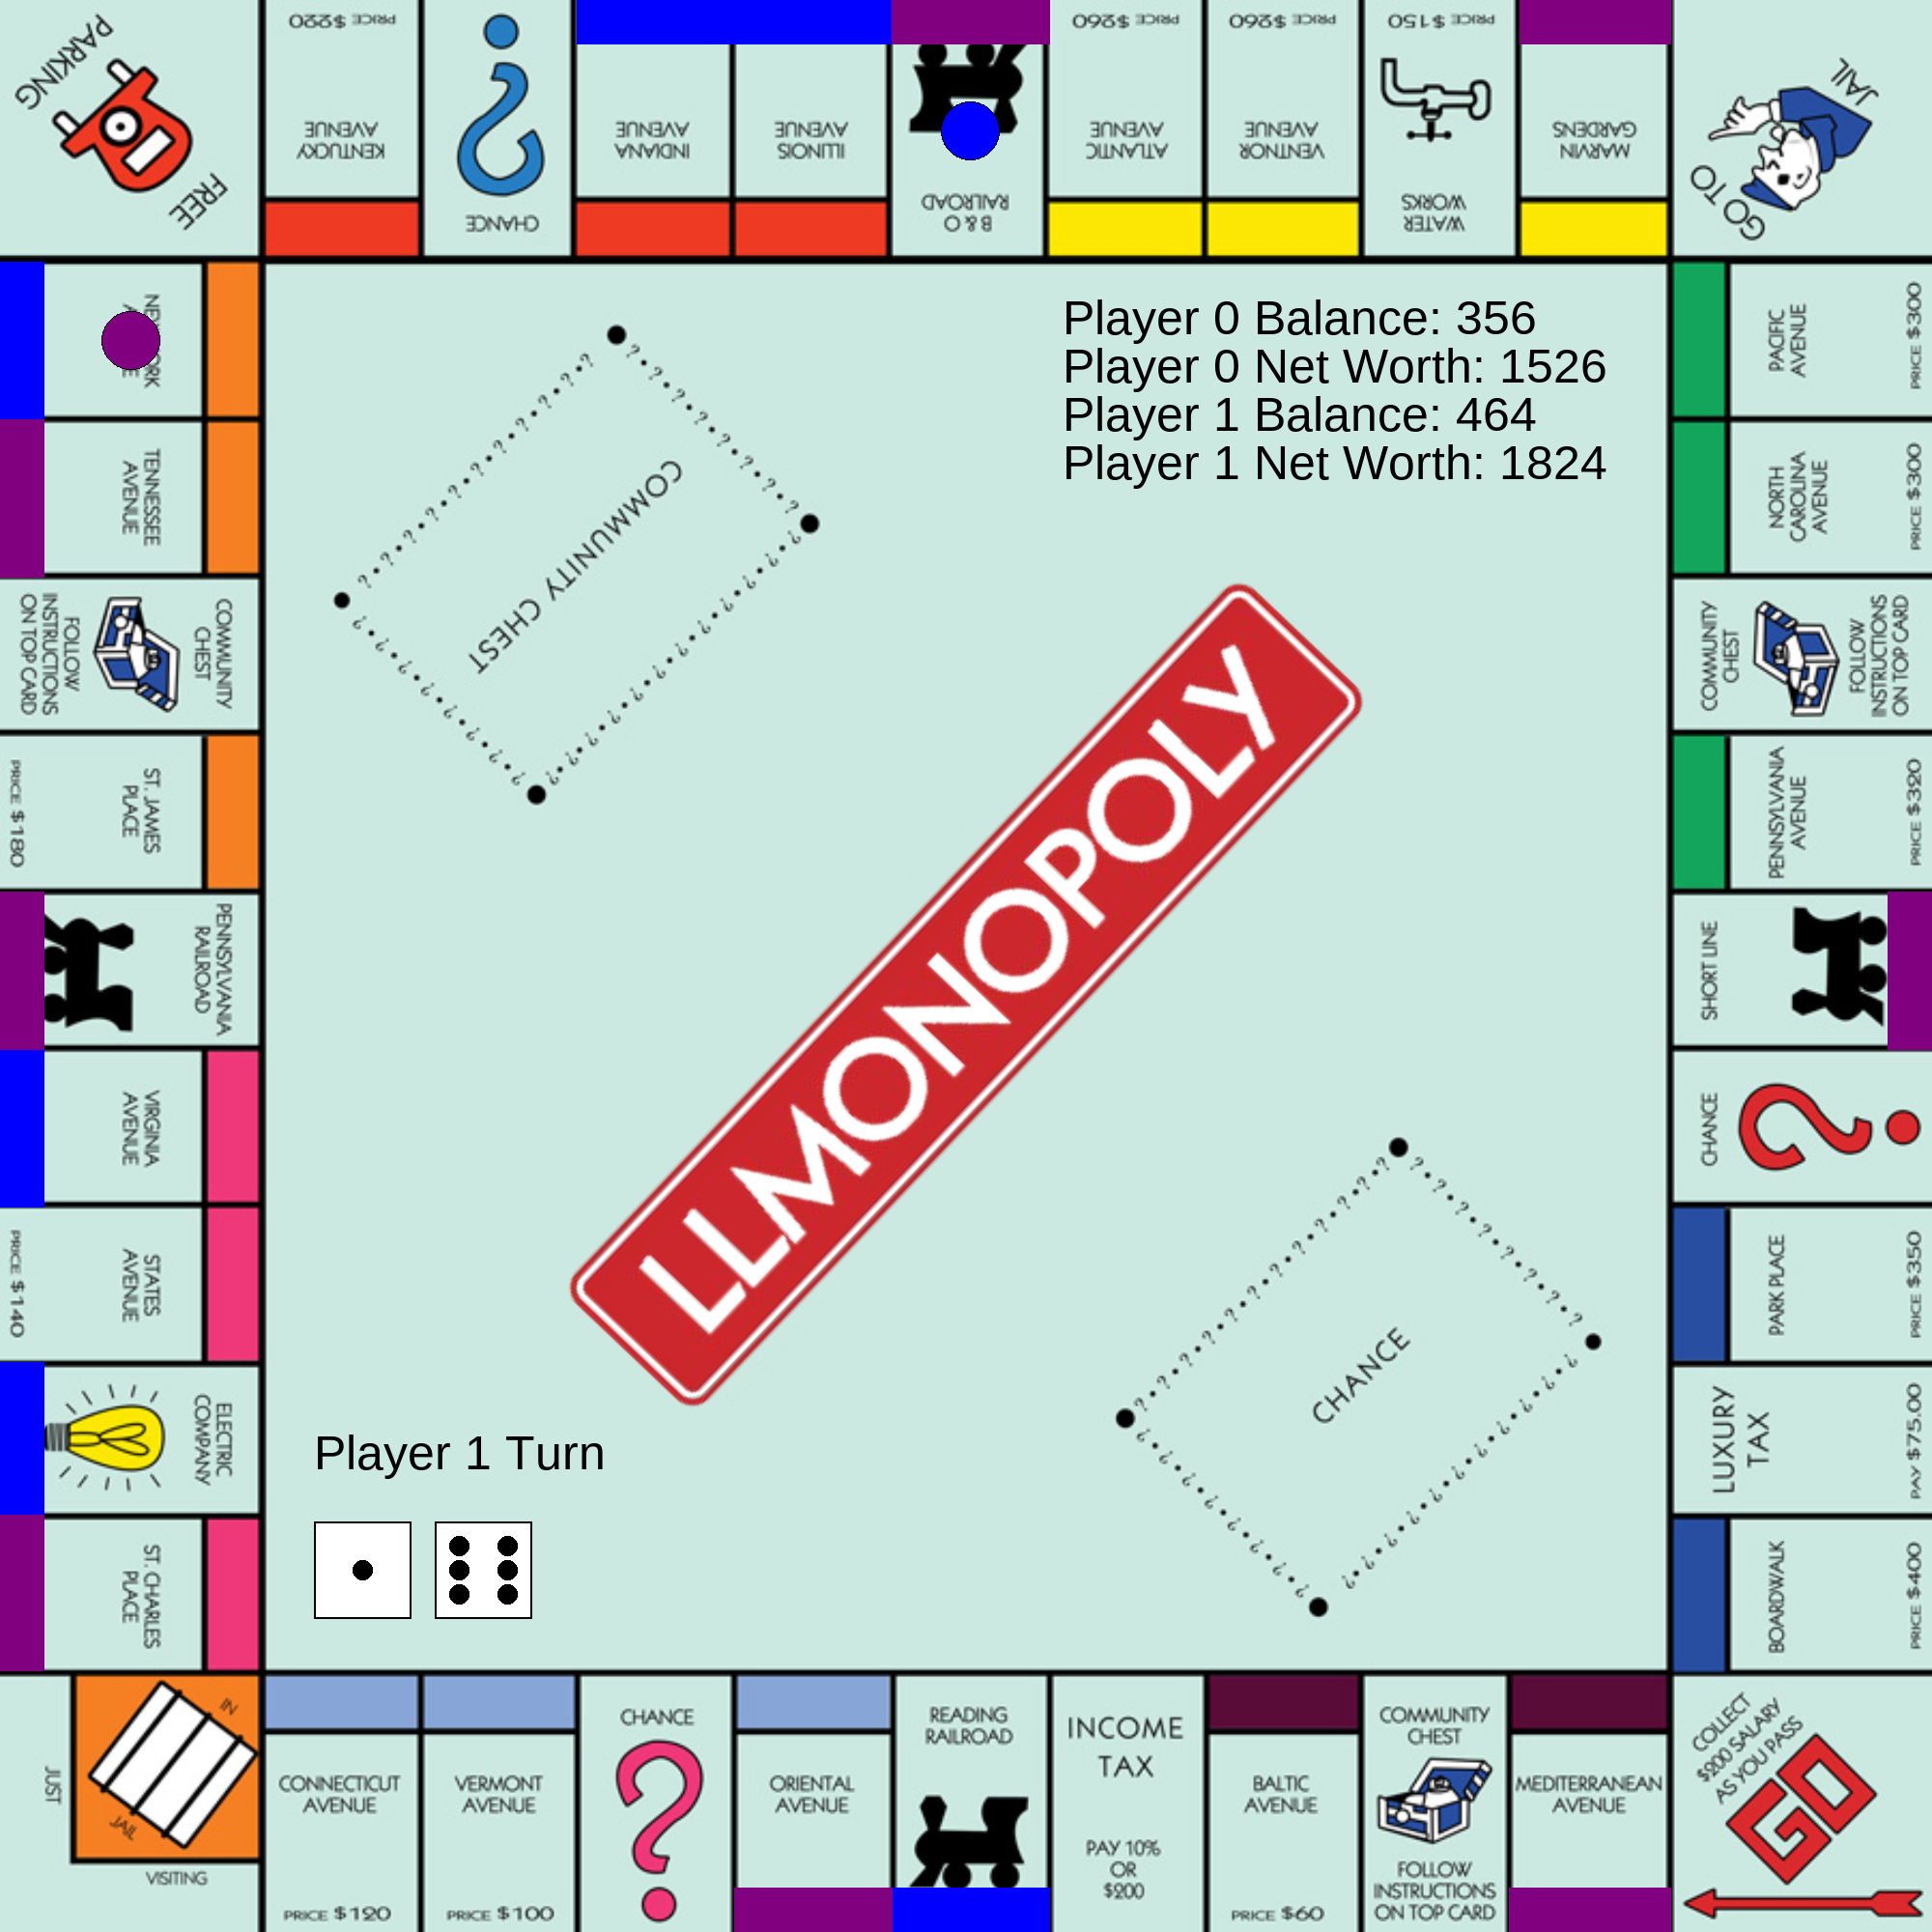 PRICE $220
KENTUCKY
AVENUE
CHANCE
INDIANA
AVENUE
ILLINOIS
AVENUE
B & O
RAILROAD
PRICE $260
ATLANTIC
AVENUE
PRICE $260
VENTNOR
AVENUE
PRICE $150
WATER
WORKS
MARVIN
GARDENS
GO TO
JAIL
FREE
PARKING
TENNESSEE
AVENUE
COMMUNITY
CHEST
FOLLOW
INSTRUCTIONS
ON TOP CARD
ST. JAMES
PLACE
PRICE $180
PENNSYLVANIA
RAILROAD
VIRGINIA
AVENUE
STATES
AVENUE
PRICE $140
ELECTRIC
COMPANY
ST. CHARLES
PLACE
Player 0 Balance: 356
Player 0 Net Worth: 1526
Player 1 Balance: 464
Player 1 Net Worth: 1824
COMMUNITY CHEST
LLMONOPOLY
CHANCE
Player 1 Turn
PACIFIC
AVENUE
PRICE $300
NORTH
CAROLINA
AVENUE
PRICE $300
COMMUNITY
CHEST
FOLLOW
INSTRUCTIONS
ON TOP CARD
PENNSYLVANIA
AVENUE
PRICE $320
SHORT LINE
CHANCE
PARK PLACE
PRICE $350
LUXURY
TAX
PAY $75.00
BOARDWALK
PRICE $400
JUST
VISITING
IN
JAIL
CONNECTICUT
AVENUE
PRICE $120
VERMONT
AVENUE
PRICE $100
CHANCE
ORIENTAL
AVENUE
READING
RAILROAD
INCOME
TAX
PAY 10%
OR
$200
BALTIC
AVENUE
PRICE $60
COMMUNITY
CHEST
FOLLOW
INSTRUCTIONS
ON TOP CARD
MEDITERRANEAN
AVENUE
COLLECT
$200 SALARY
AS YOU PASS
GO